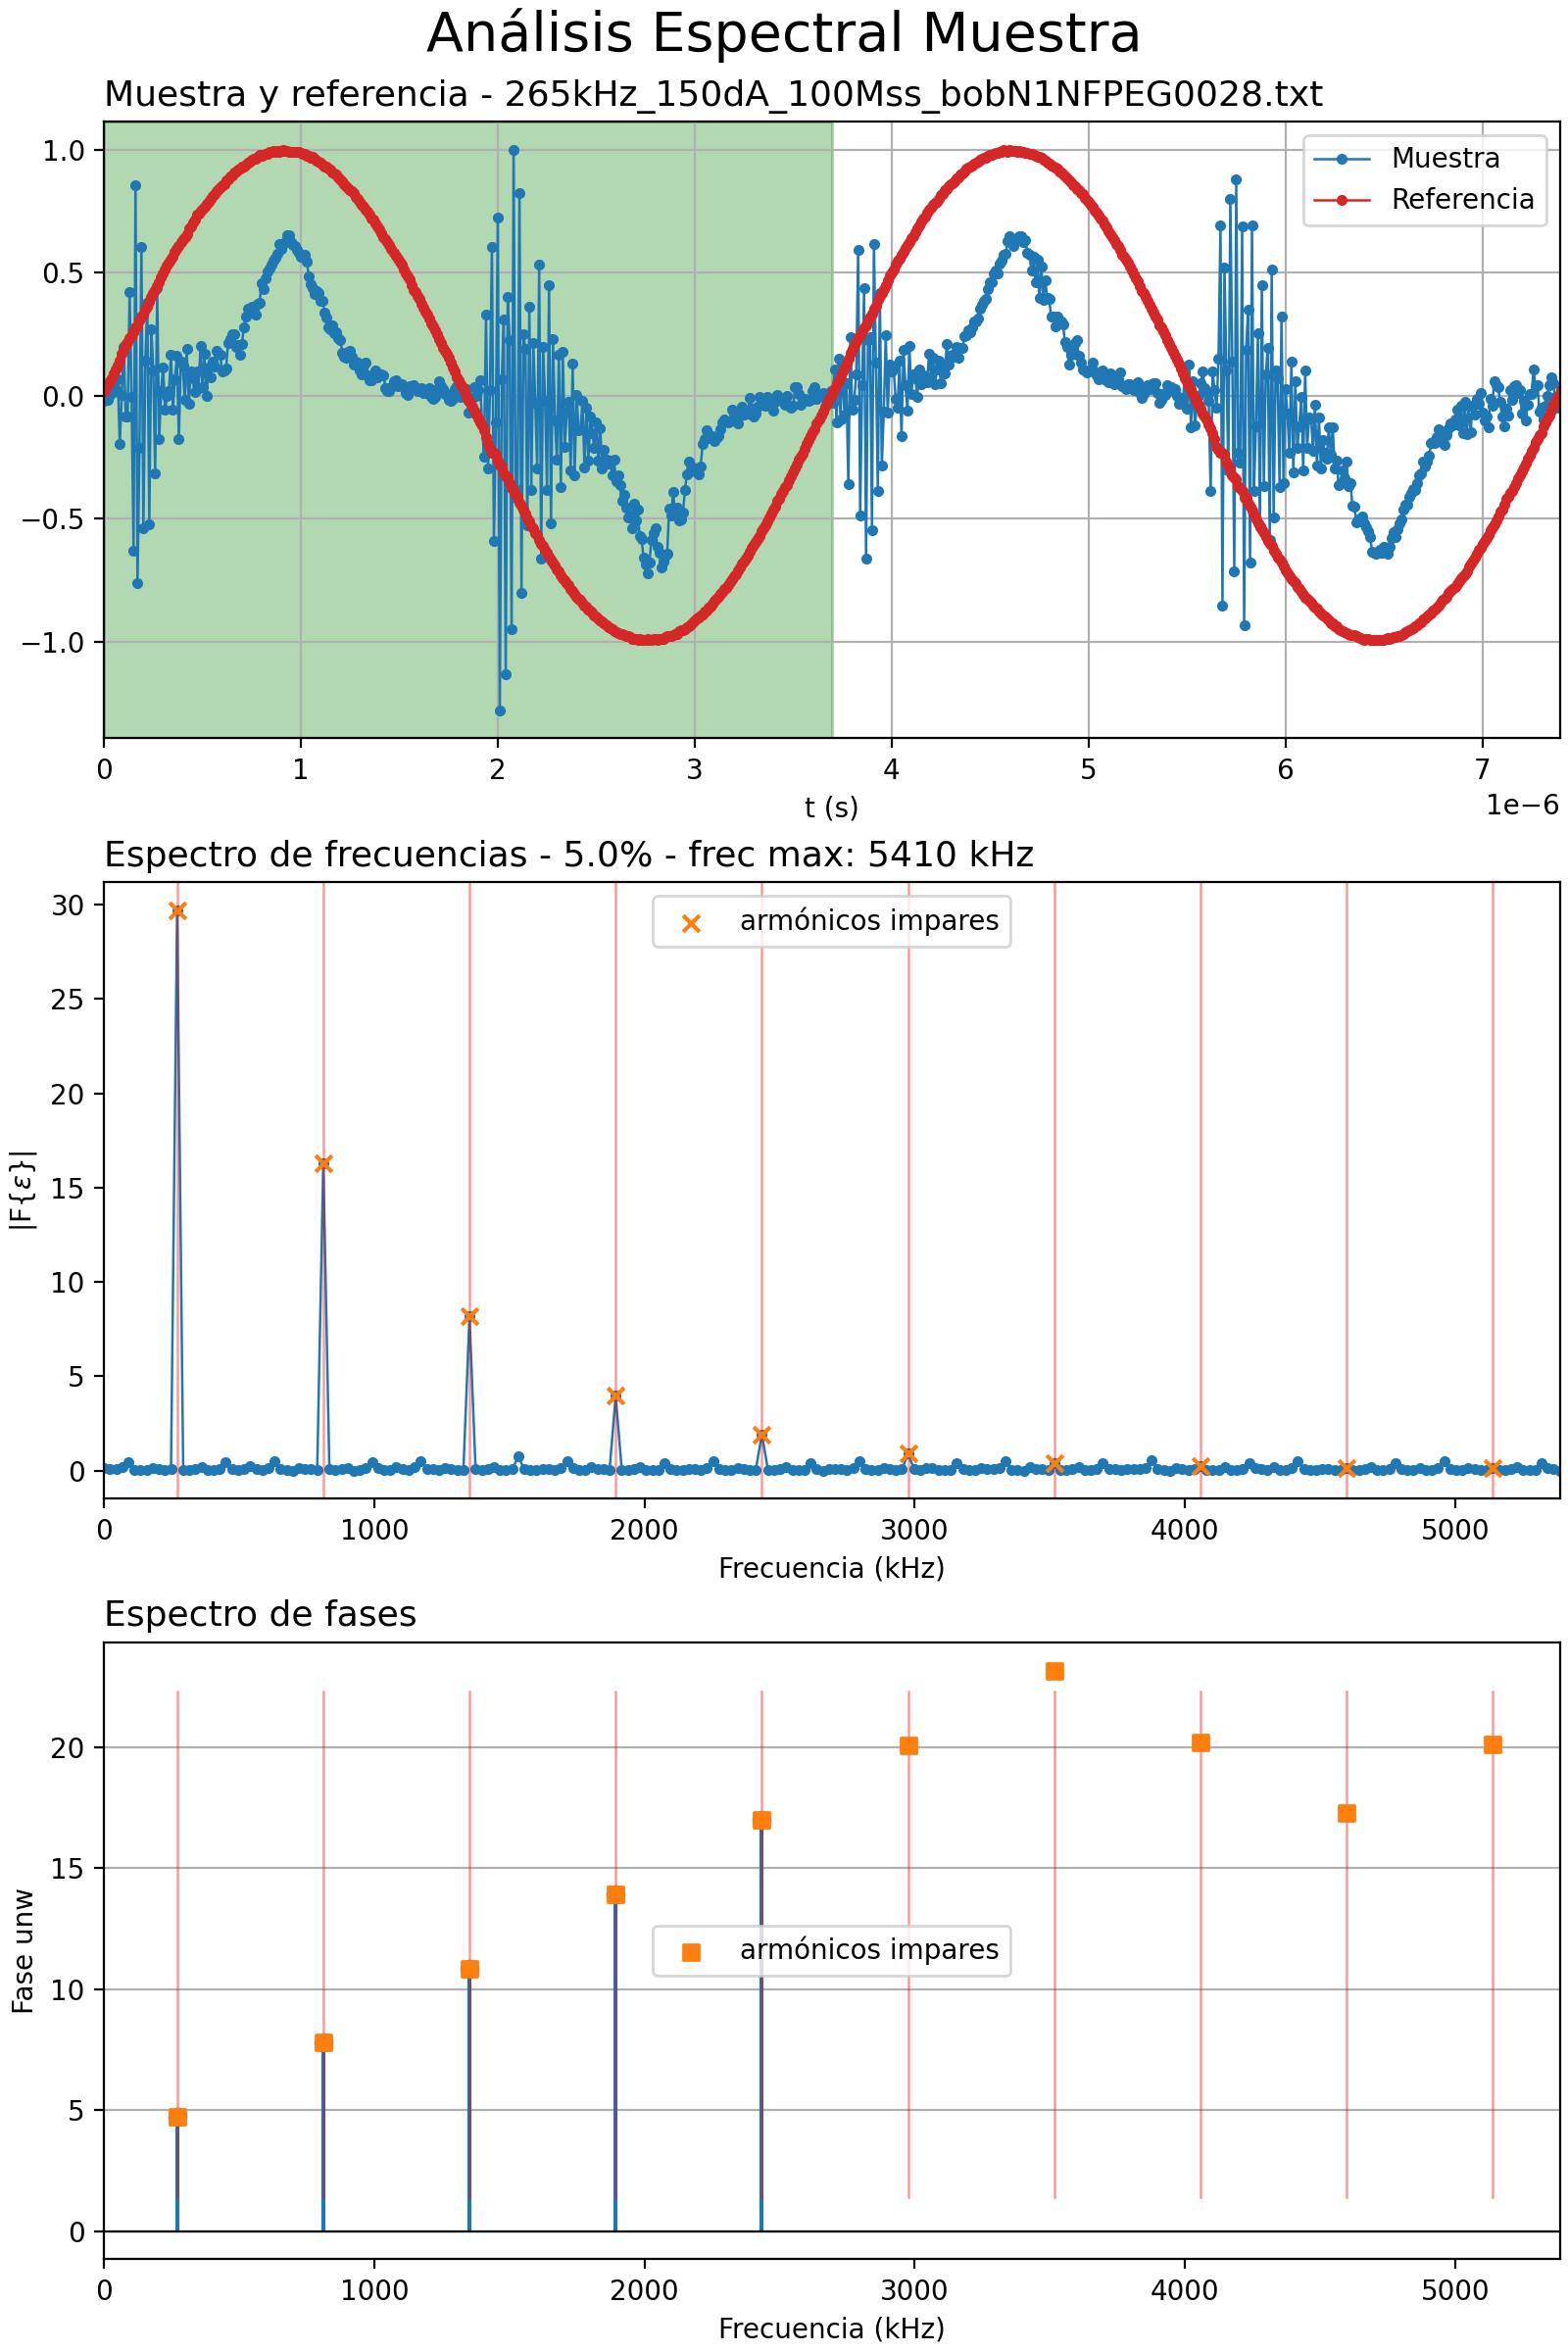 Análisis Espectral Muestra
Muestra y referencia - 265kHz_150dA_100Mss_bobN1NFPEG0028.txt
1.0
0.5
0.0
−0.5
−1.0
Muestra
Referencia
0 1 2 3 4 5 6 7
t (s)
1e−6
Espectro de frecuencias - 5.0% - frec max: 5410 kHz
30
25
20
15
10
5
0
|F{ε}|
armónicos impares
0 1000 2000 3000 4000 5000
Frecuencia (kHz)
Espectro de fases
20
15
10
5
0
Fase unw
armónicos impares
0 1000 2000 3000 4000 5000
Frecuencia (kHz)